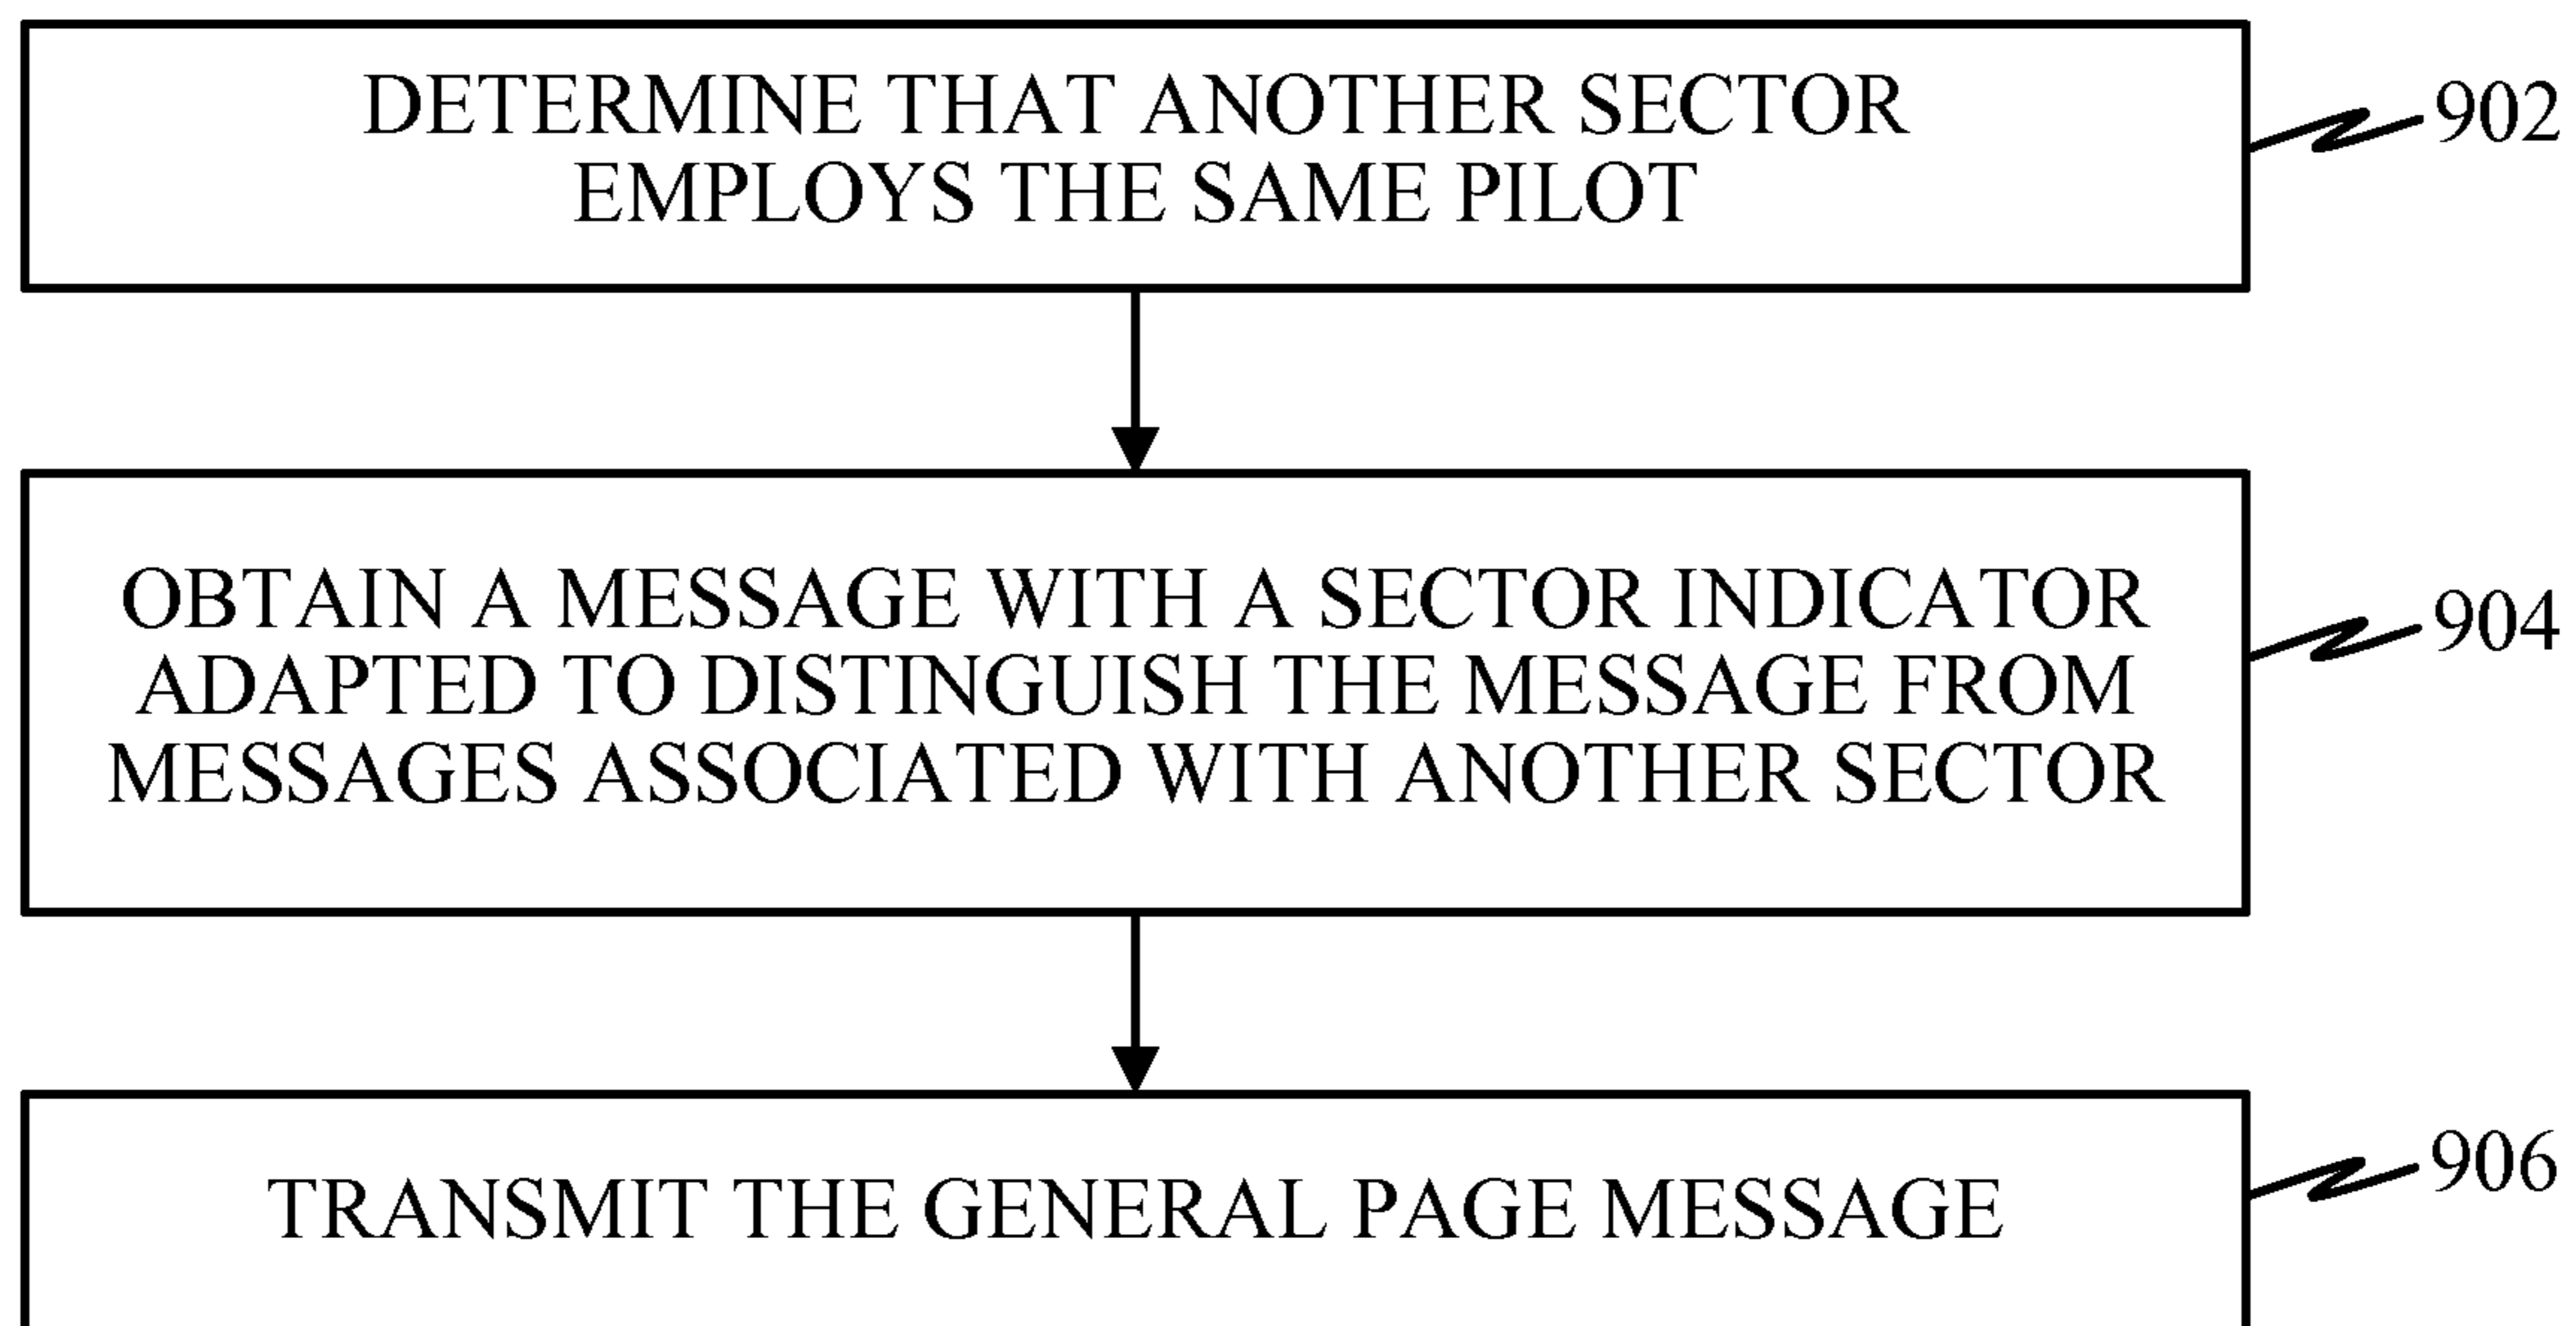 DETERMINE THAT ANOTHER SECTOR
EMPLOYS THE SAME PILOT
902
OBTAIN A MESSAGE WITH A SECTOR INDICATOR
ADAPTED TO DISTINGUISH THE MESSAGE FROM
MESSAGES ASSOCIATED WITH ANOTHER SECTOR
904
TRANSMIT THE GENERAL PAGE MESSAGE
906